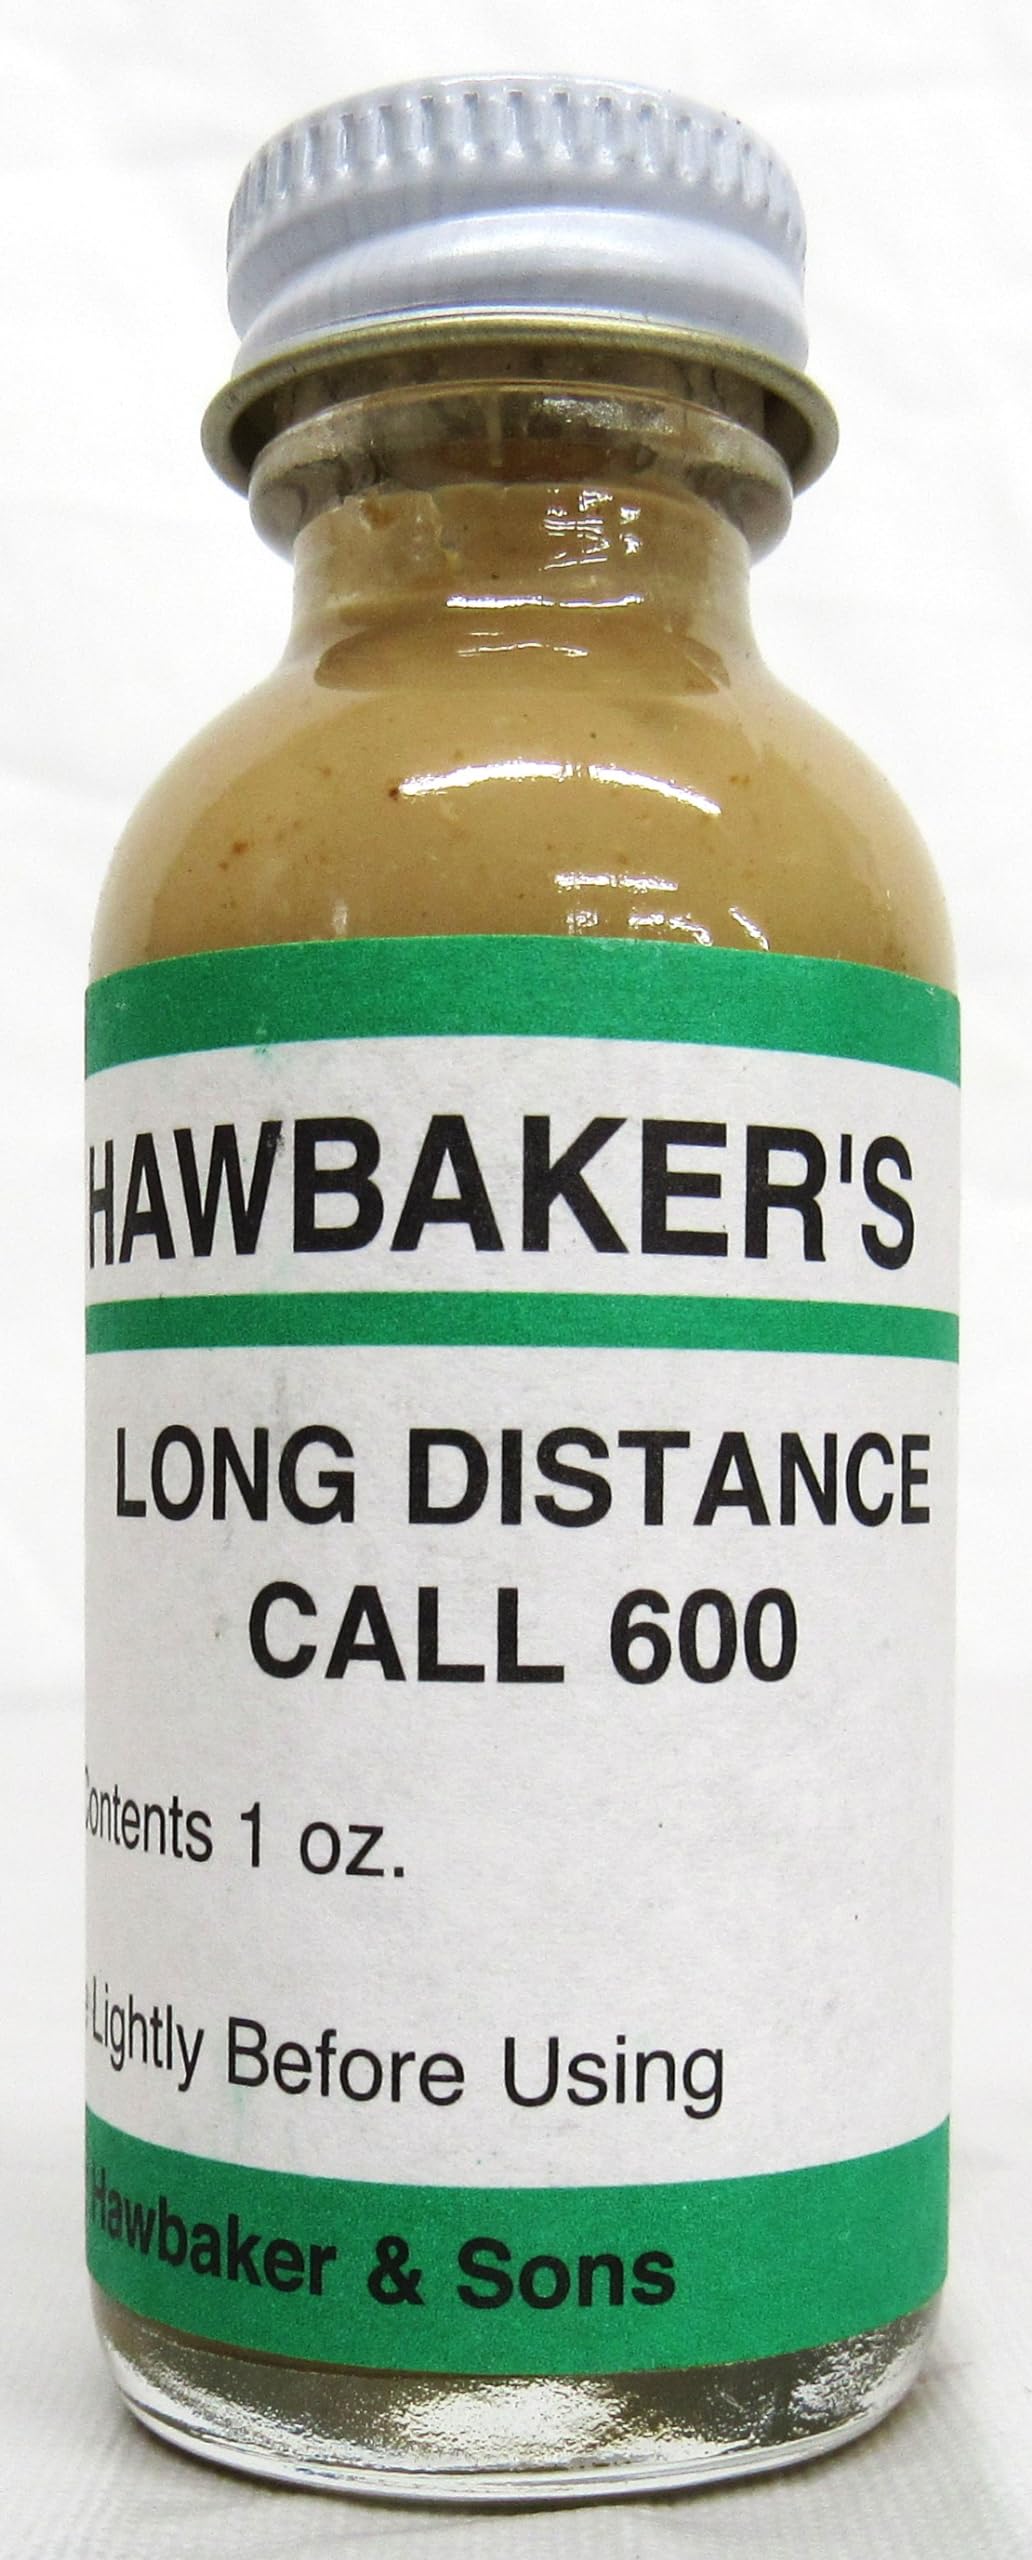 HAWBAKER'S
LONG DISTANCE
CALL 600
Contents 1 oz.
Lightly Before Using
Hawbaker & Sons